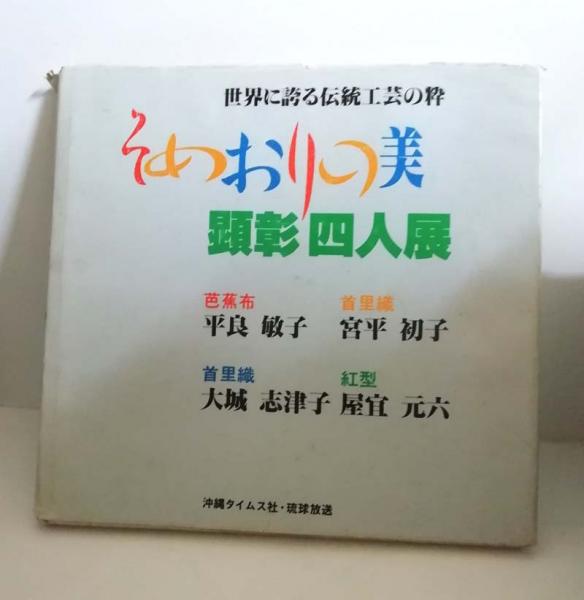 世界に誇る伝統工芸の粋
そめおりの美
顕彰 四人展
芭蕉布 首里織
平良 敏子 宮平 初子
首里織 紅型
大城 志津子 屋宜 元六
沖縄タイムス社・琉球放送